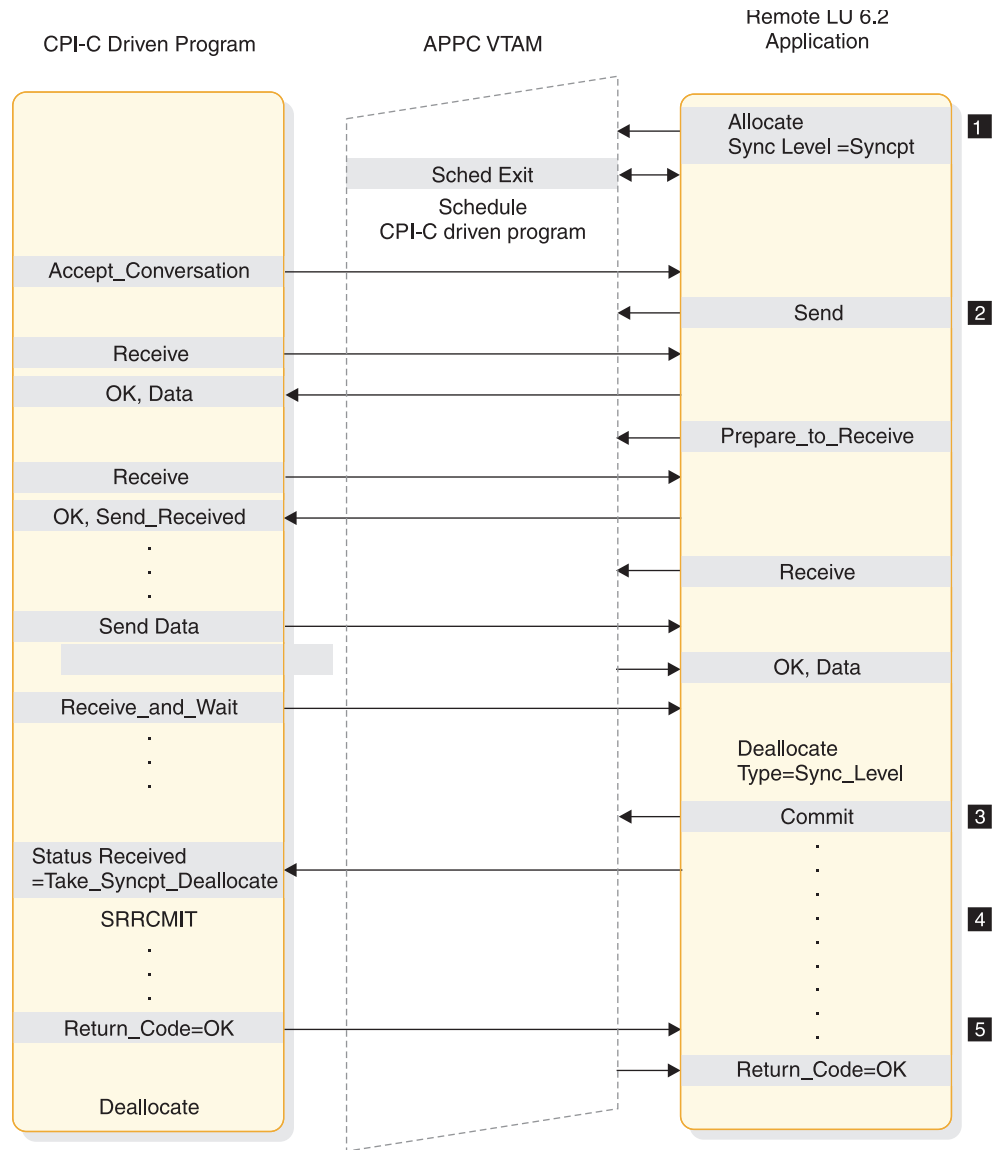 CPI-C Driven Program
APPC VTAM
Remote LU 6.2
Application
Allocate
Sync Level =Syncpt
1
Sched Exit
Schedule
CPI-C driven program
Accept_Conversation
Send
2
Receive
OK, Data
Prepare_to_Receive
Receive
OK, Send_Received
Receive
Send Data
OK, Data
Receive_and_Wait
Deallocate
Type=Sync_Level
Commit
3
Status Received
=Take_Syncpt_Deallocate
SRRCMIT
4
Return_Code=OK
5
Return_Code=OK
Deallocate